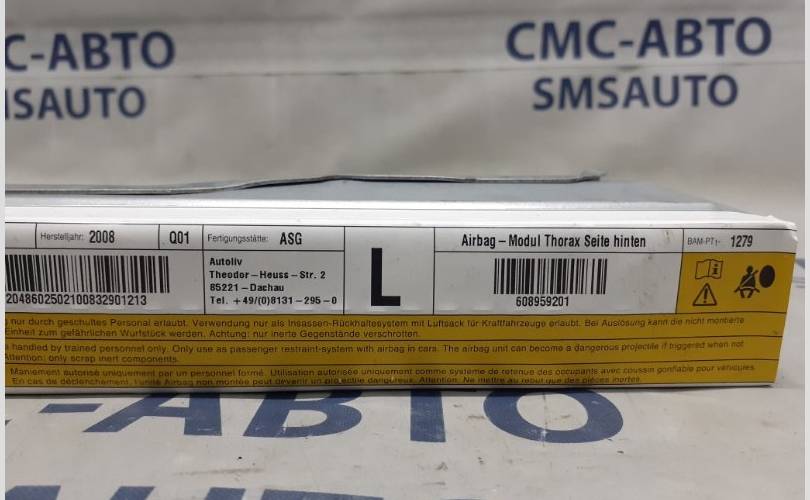 С-АВТО
MSAUTO
СМС-АВТО
SMSAUTO
Herstelljahr: 2008
Q01
Fertigungsstätte: ASG
Autoliv
Theodor-Heuss-Str. 2
85221-Dachau
Tel. +49/(0)8131-295-0
L
Airbag-Modul Thorax Seite hinten
BAM-PT1- 1279
2048602502100832901213
608959201
nur durch geschultes Personal erlaubt. Verwendung nur als Insassen-Rückhaltesystem mit Luftsack für Kraftfahrzeuge erlaubt. Bei Auslösung kann die nicht montierte
Einheit zum gefährlichen Wurfstück werden. Achtung: nur inerte Gegenstände verschrotten.
handled by trained personnel only. Only use as passenger restraint-system with airbag in cars. The airbag unit can become a dangerous projectile if triggered when not
Attention: only scrap inert components.
Maniement autorisé uniquement par un personnel formé. Utilisation autorisée uniquement comme système de retenue des occupants avec coussin gonflable pour véhicules.
En cas de déclenchement, l'unité Airbag non montée peut devenir un projectile dangereux. Attention: Ne mettre au rebut que des pièces inertes.
С-АВТО